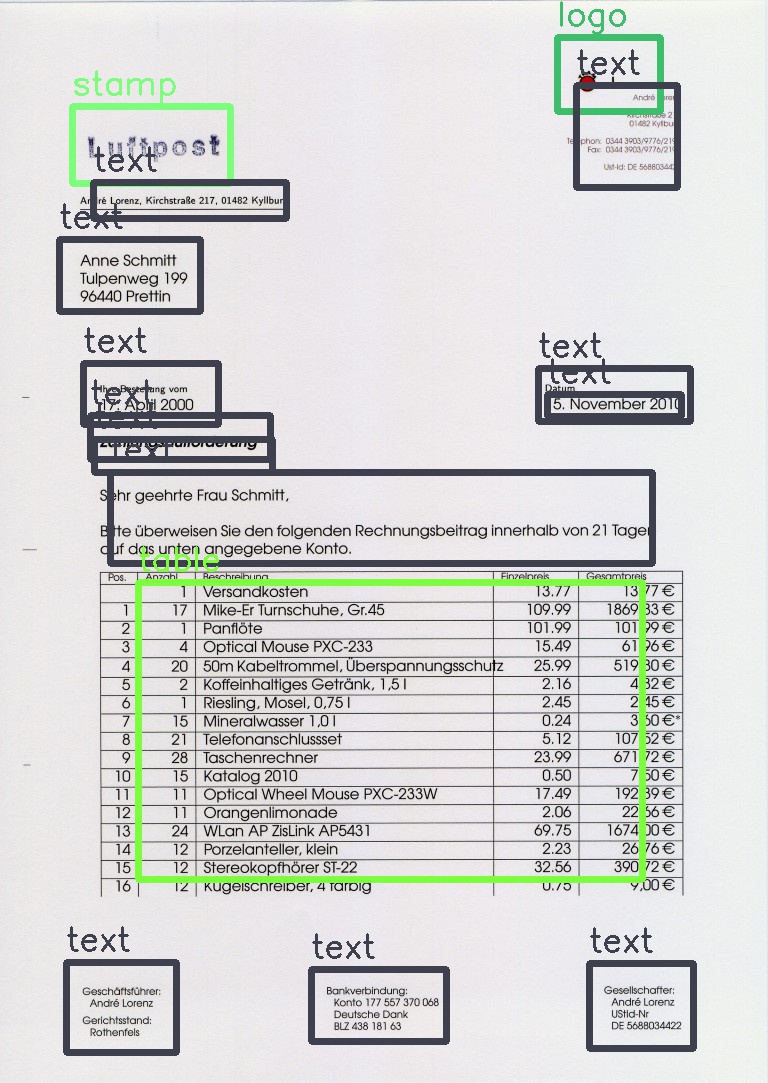 logo
text
stamp
André
Luftpost
01482 Kyllbu
Telephon: 0344 3903/9776/21
Fax: 0344 3903/9776/21
Ust-Id: DE 5688034422
text
André Lorenz, Kirchstraße 217, 01482 Kyllbur
text
Anne Schmitt
Tulpenweg 199
96440 Prettin
text
text
Ihre Bestellung vom
text
17. April 2000
text
Datum
5. November 2010
text
Zahlungsaufforderung
text
Sehr geehrte Frau Schmitt,
Bitte überweisen Sie den folgenden Rechnungsbeitrag innerhalb von 21 Tagen
auf das unten angegebene Konto.
table
Pos. Anzahl Beschreibung Einzelpreis Gesamtpreis
1 Versandkosten 13.77 13,77 €
1 17 Mike-Er Turnschuhe, Gr.45 109.99 1869,83 €
2 1 Panflöte 101.99 101,99 €
3 4 Optical Mouse PXC-233 15.49 61,96 €
4 20 50m Kabeltrommel, Überspannungsschutz 25.99 519,80 €
5 2 Koffeinhaltiges Getränk, 1,5 l 2.16 4,32 €
6 1 Riesling, Mosel, 0,75 l 2.45 2,45 €
7 15 Mineralwasser 1,0 l 0.24 3,60 €*
8 21 Telefonanschlussset 5.12 107,52 €
9 28 Taschenrechner 23.99 671,72 €
10 15 Katalog 2010 0.50 7,50 €
11 11 Optical Wheel Mouse PXC-233W 17.49 192,39 €
12 11 Orangenlimonade 2.06 22,66 €
13 24 WLan AP ZisLink AP5431 69.75 1674,00 €
14 12 Porzelanteller, klein 2.23 26,76 €
15 12 Stereokopfhörer ST-22 32.56 390,72 €
16 12 Kugelschreiber, 4 farbig 0.75 9,00 €
text
Geschäftsführer:
André Lorenz
Gerichtsstand:
Rothenfels
text
Bankverbindung:
Konto 177 557 370 068
Deutsche Dank
BLZ 438 181 63
text
Gesellschafter:
André Lorenz
UStId-Nr
DE 5688034422